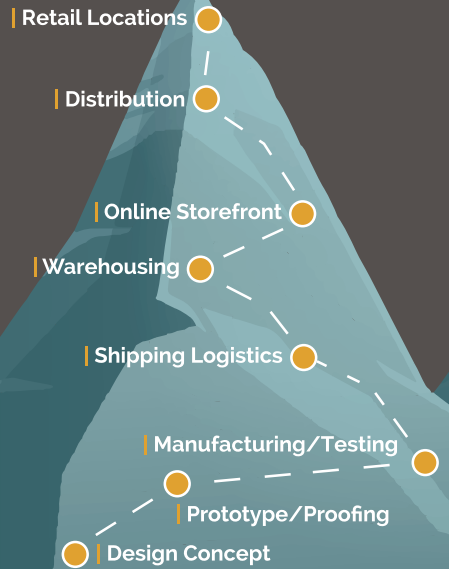 Retail Locations
Distribution
Online Storefront
Warehousing
Shipping Logistics
Manufacturing/Testing
Prototype/Proofing
Design Concept